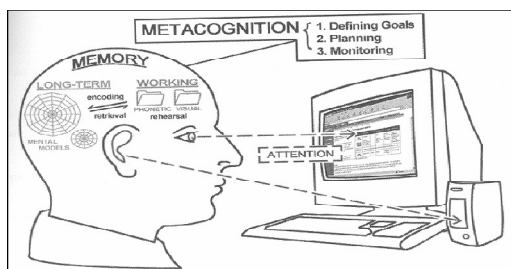 METACOGNITION
1. Defining Goals
2. Planning
3. Monitoring
MEMORY
LONG-TERM
WORKING
encoding
retrieval
PHONETIC
VISUAL
rehearsal
MENTAL
MODELS
ATTENTION